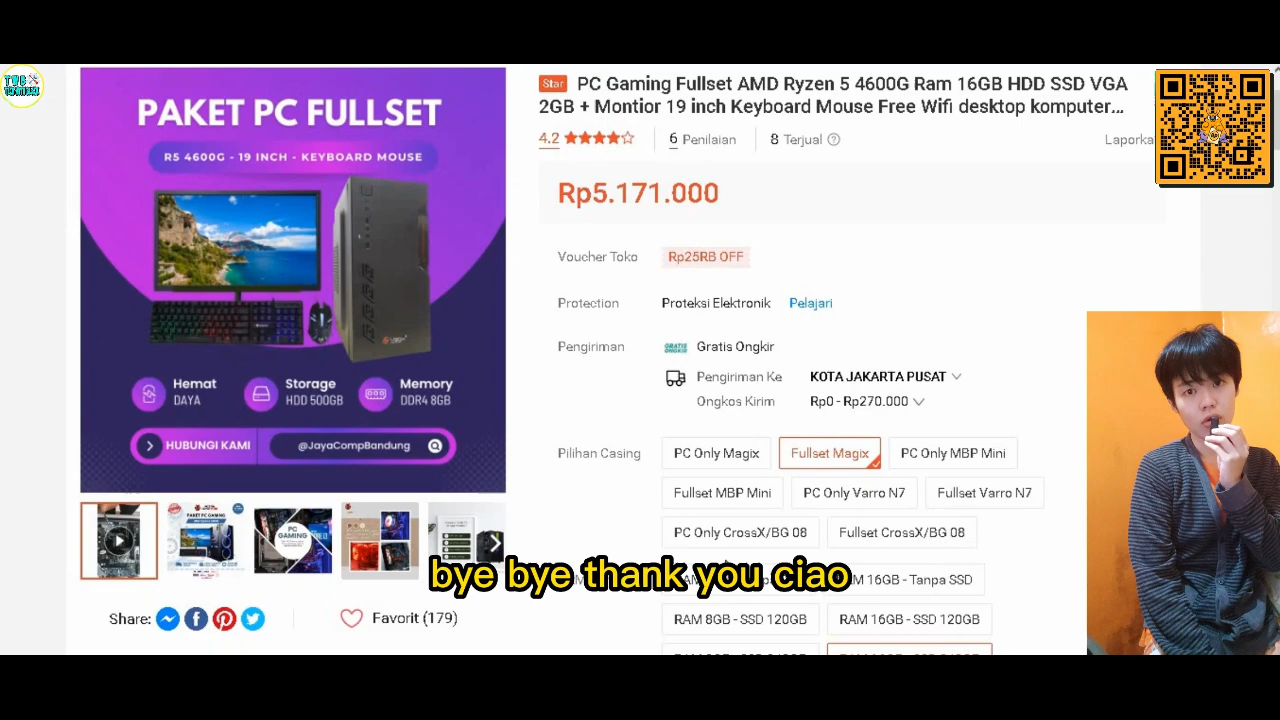 PAKET PC FULLSET
R5 4600G - 19 INCH - KEYBOARD MOUSE
Hemat
DAYA
Storage
HDD 500GB
Memory
DDR4 8GB
HUBUNGI KAMI
@JayaCompBandung
PC
GAMING
Share:
Favorit (179)
Star PC Gaming Fullset AMD Ryzen 5 4600G Ram 16GB HDD SSD VGA
2GB + Montior 19 inch Keyboard Mouse Free Wifi desktop komputer...
4.2
6 Penilaian
8 Terjual
Laporka
Rp5.171.000
Voucher Toko Rp25RB OFF
Protection Proteksi Elektronik Pelajari
Pengiriman GRATIS ONGKIR Gratis Ongkir
Pengiriman Ke KOTA JAKARTA PUSAT
Ongkos Kirim Rp0 - Rp270.000
Pilihan Casing PC Only Magix Fullset Magix PC Only MBP Mini
Fullset MBP Mini PC Only Varro N7 Fullset Varro N7
PC Only CrossX/BG 08 Fullset CrossX/BG 08
16GB - Tanpa SSD
RAM 8GB - SSD 120GB RAM 16GB - SSD 120GB
bye bye thank you ciao